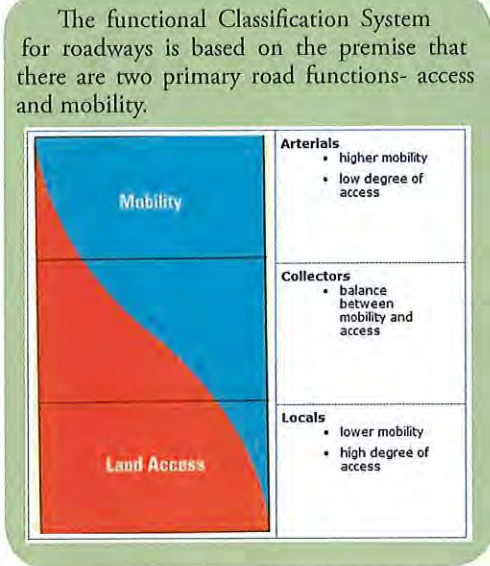 The functional Classification System
for roadways is based on the premise that
there are two primary road functions- access
and mobility.
Mobility
Arterials
• higher mobility
• low degree of
access
Collectors
• balance
between
mobility and
access
Land Access
Locals
• lower mobility
• high degree of
access